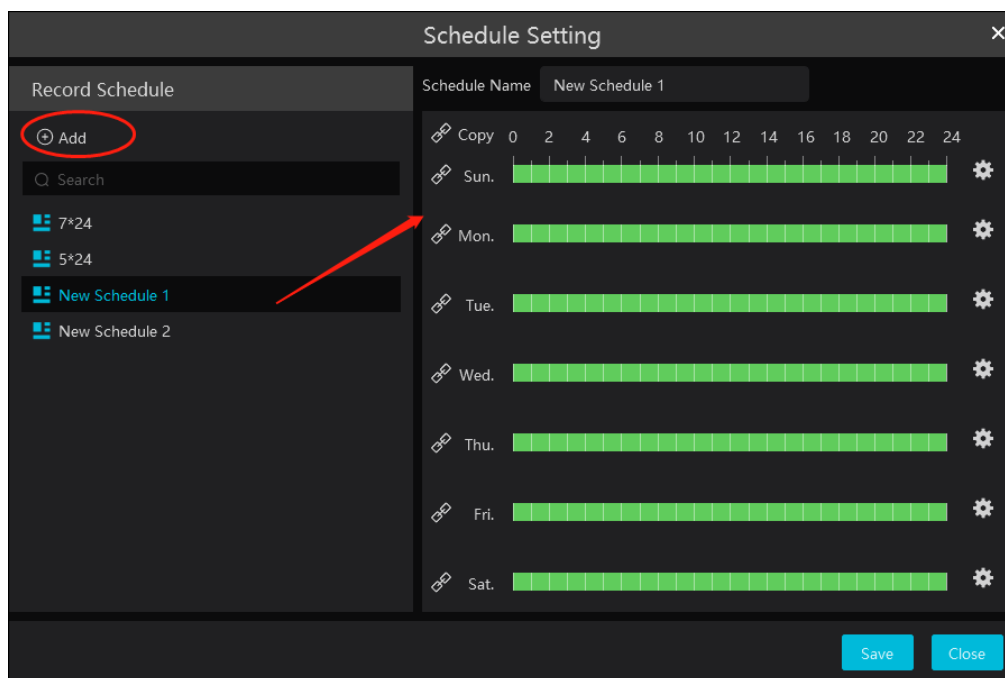 Schedule Setting
Record Schedule
Add
Search
7*24
5*24
New Schedule 1
New Schedule 2
Schedule Name New Schedule 1
Copy 0 2 4 6 8 10 12 14 16 18 20 22 24
Sun.
Mon.
Tue.
Wed.
Thu.
Fri.
Sat.
Save Close